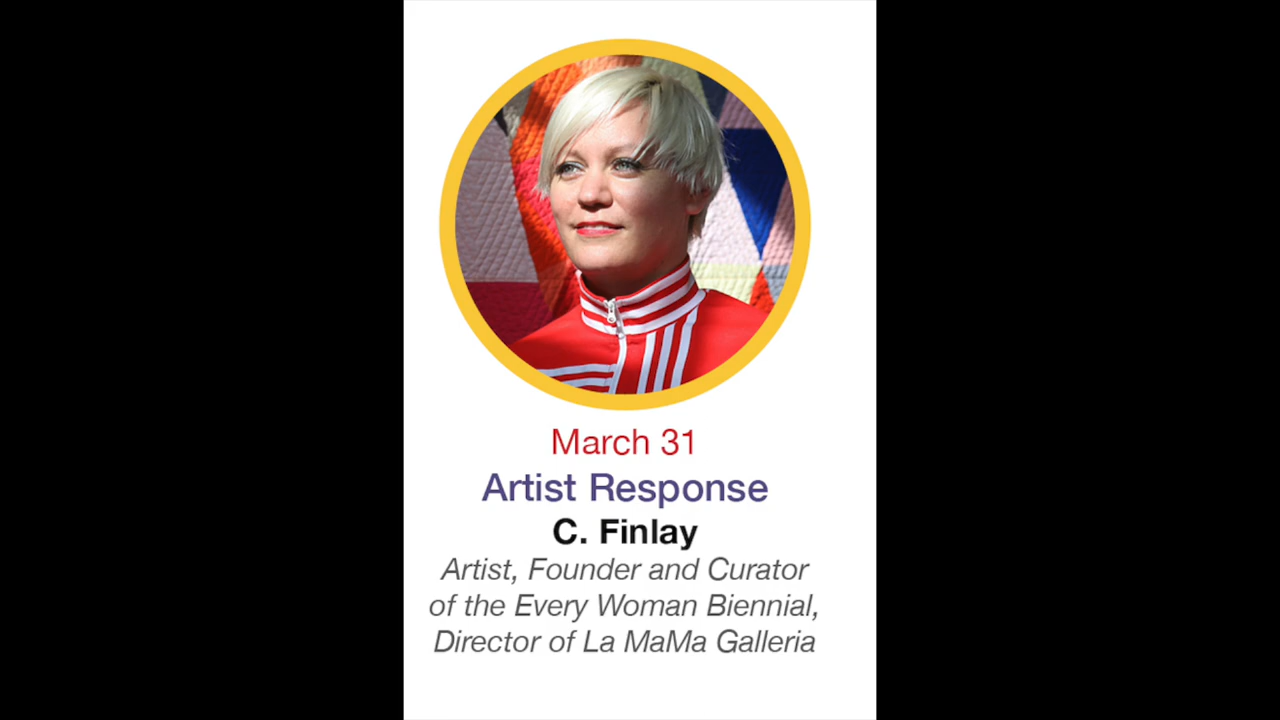 March 31
Artist Response
C. Finlay
Artist, Founder and Curator
of the Every Woman Biennial,
Director of La MaMa Galleria